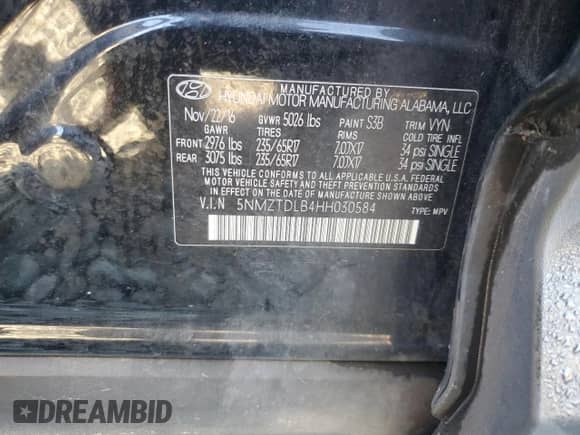 MANUFACTURED BY
HYUNDAI MOTOR MANUFACTURING ALABAMA, LLC
Nov/22/16 GVWR 5026 lbs PAINT S3B TRIM VYN
GAWR TIRES RIMS COLD TIRE INFL
FRONT 2976 lbs 235/65R17 7.0JX17 34 psi SINGLE
REAR 3075 lbs 235/65R17 7.0JX17 34 psi SINGLE
THIS VEHICLE CONFORMS TO ALL APPLICABLE U.S.A FEDERAL
MOTOR VEHICLE SAFETY, BUMPER, AND THEFT PREVENTION STANDARDS
IN EFFECT ON THE DATE OF MANUFACTURE SHOWN ABOVE.
V.I.N 5NMZTDLB4HH030584
TYPE: MPV
DREAMBID